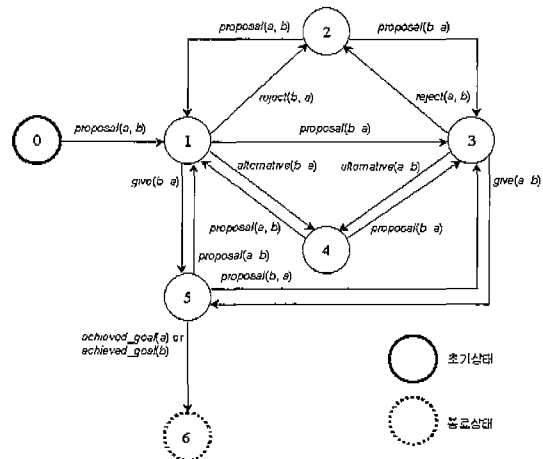 2
proposal(a, b)
proposal(b a)
reject(b, a)
reject(a, b)
proposal(a, b)
0
1
proposal(b a)
3
alternative(b a)
alternative(a b)
give(b a)
give(a b)
proposal(a, b)
proposal(b a)
4
proposal(a b)
proposal(b, a)
5
achieved_goal(a) or
achieved_goal(b)
초기상태
6
종료상태